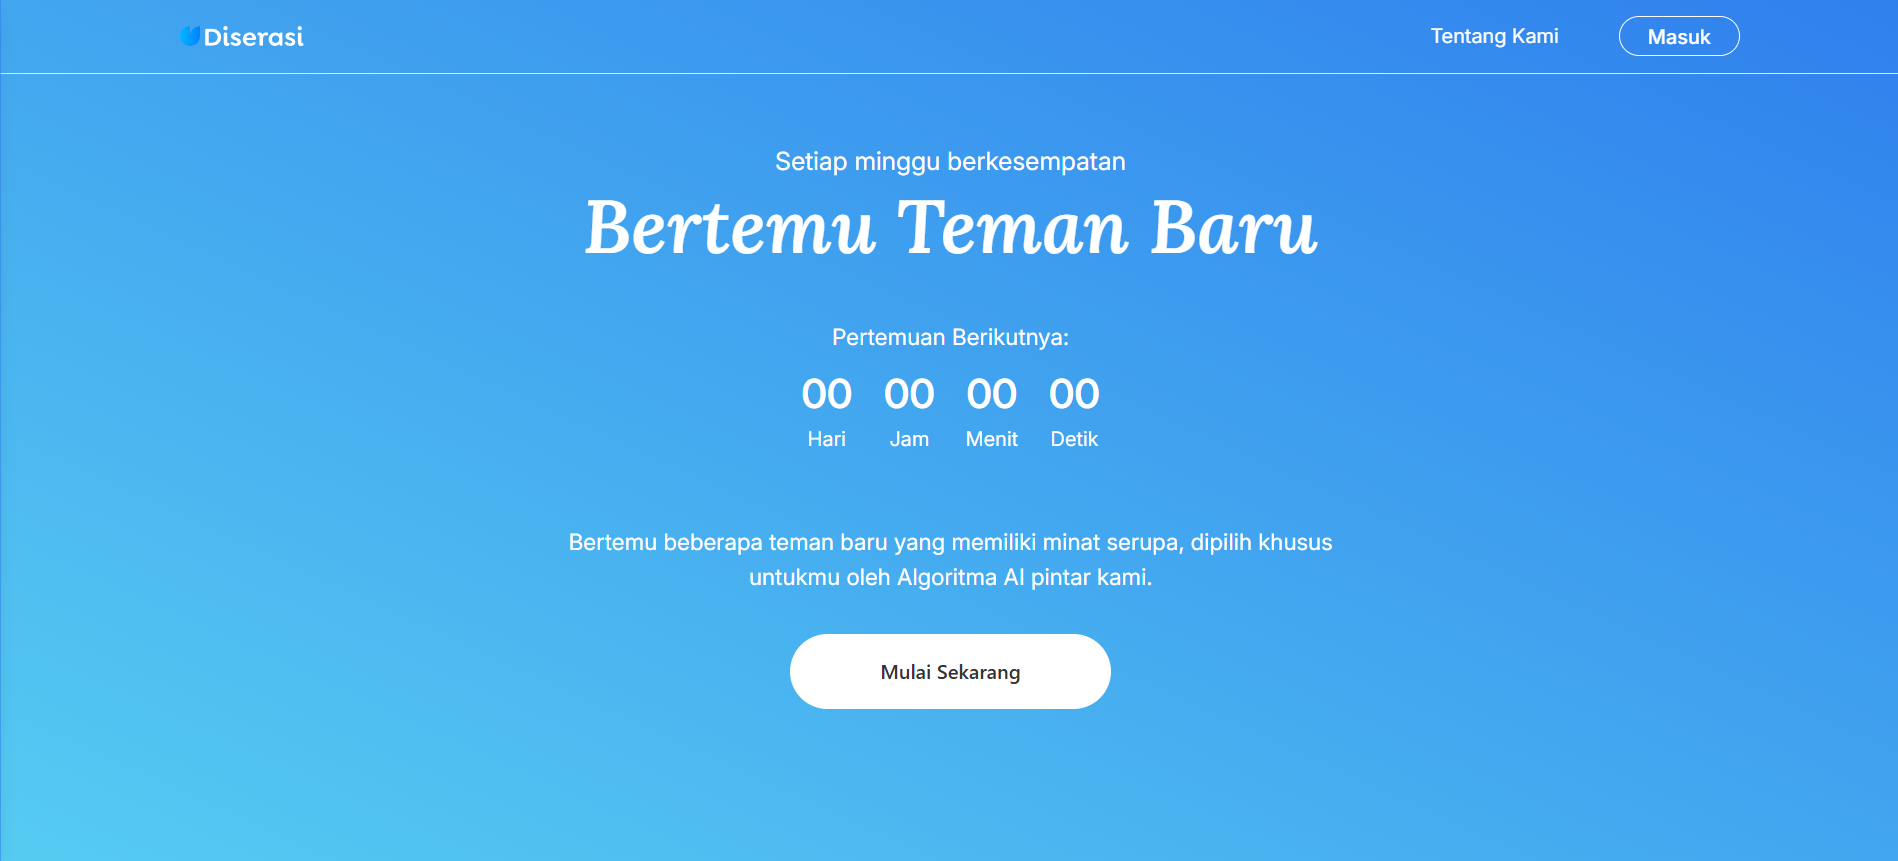 Diserasi
Tentang Kami
Masuk
Setiap minggu berkesempatan
Bertemu Teman Baru
Pertemuan Berikutnya:
00 00 00 00
Hari Jam Menit Detik
Bertemu beberapa teman baru yang memiliki minat serupa, dipilih khusus
untukmu oleh Algoritma AI pintar kami.
Mulai Sekarang